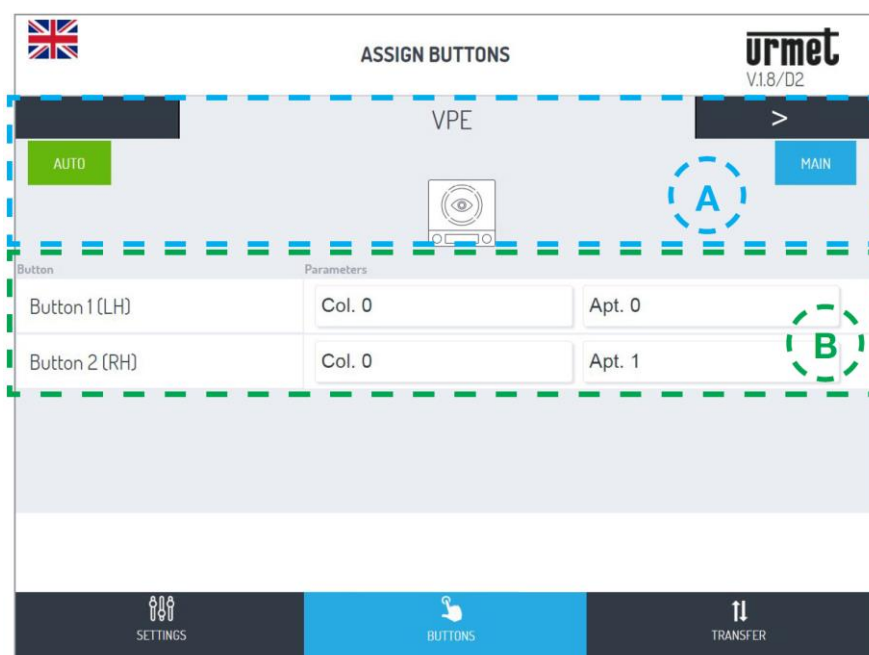 ASSIGN BUTTONS
urmet
V.1.8/D2
VPE >
AUTO
MAIN
A
Button Parameters
Button 1 (LH) Col. 0 Apt. 0
B
Button 2 (RH) Col. 0 Apt. 1
SETTINGS BUTTONS TRANSFER